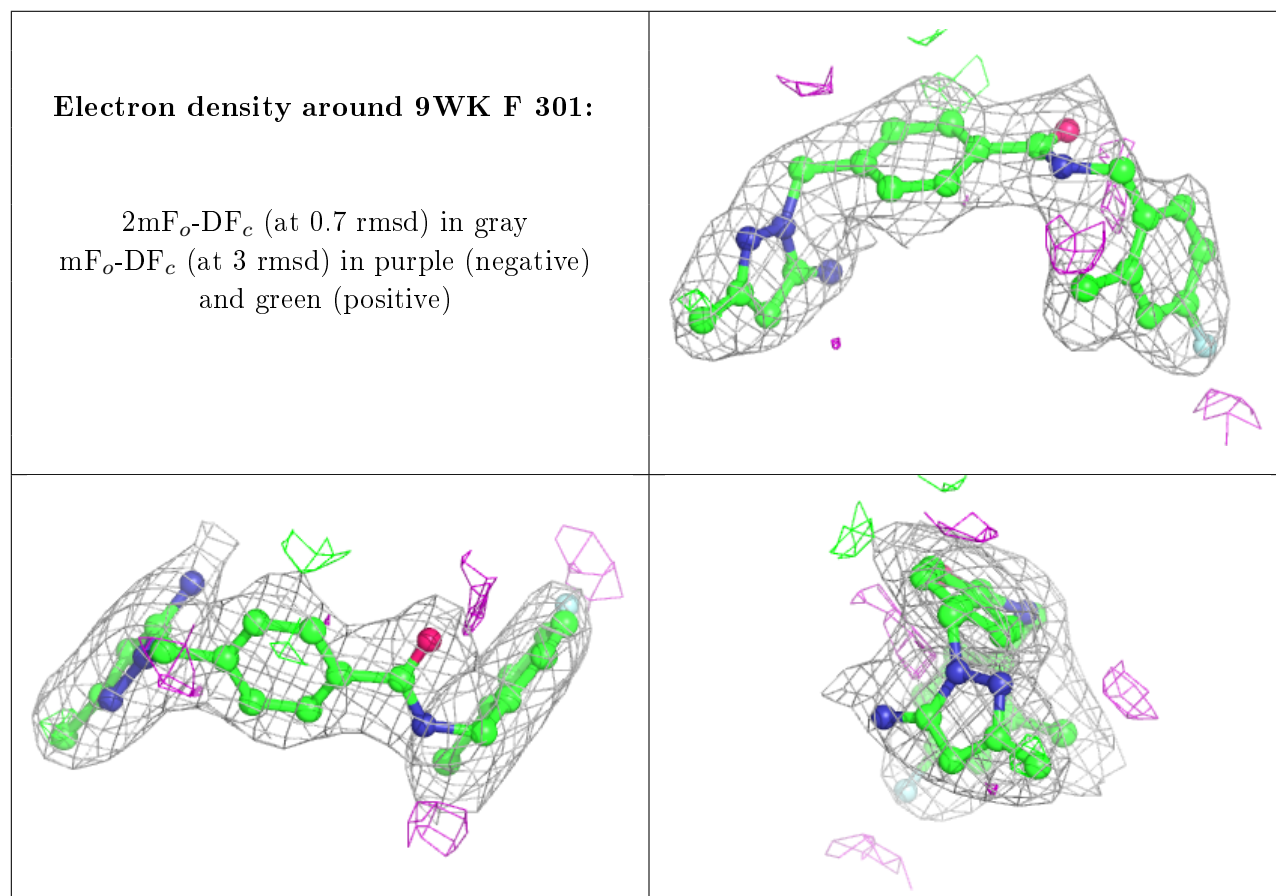 Electron density around 9WK F 301:
2mFo-DFc (at 0.7 rmsd) in gray
mFo-DFc (at 3 rmsd) in purple (negative)
and green (positive)